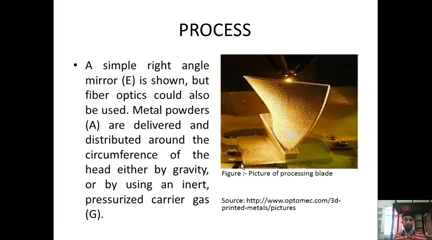 PROCESS
• A simple right angle
mirror (E) is shown, but
fiber optics could also
be used. Metal powders
(A) are delivered and
distributed around the
circumference of the
head either by gravity,
or by using an inert,
pressurized carrier gas
(G).
Figure :- Picture of processing blade
Source: http://www.optomec.com/3d-
printed-metals/pictures